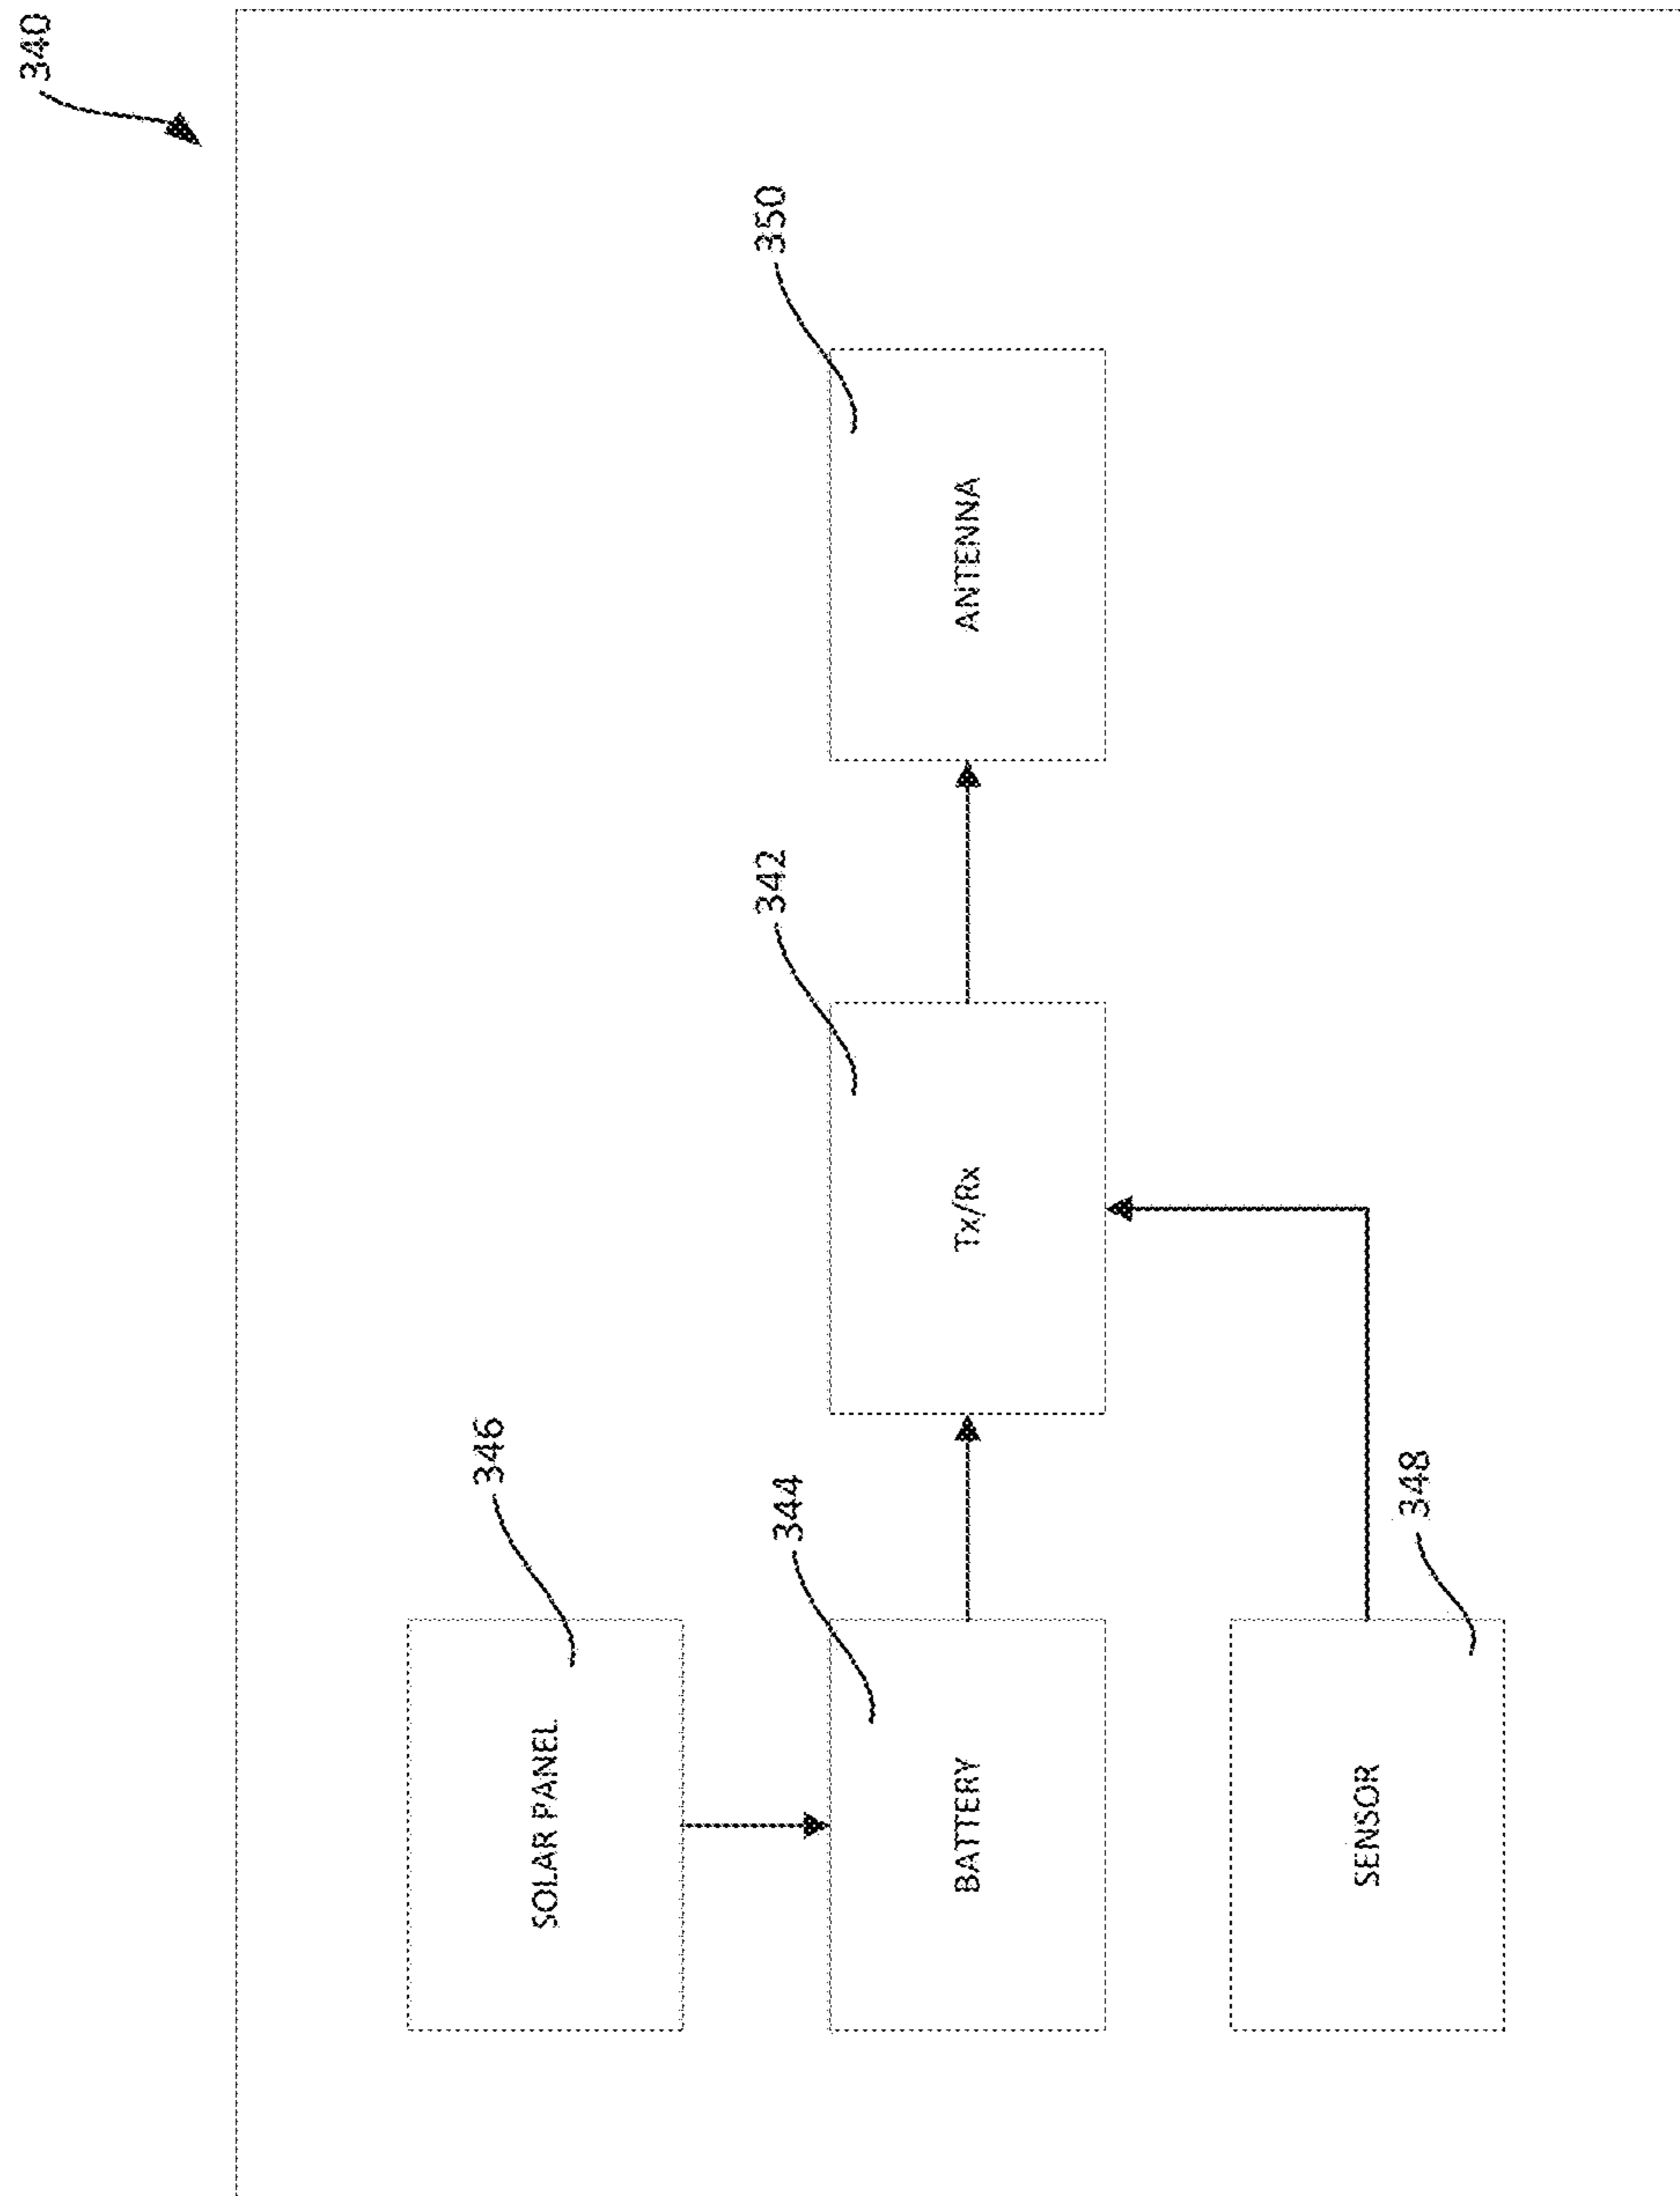 340
346
SOLAR PANEL
344
BATTERY
342
Tx/Rx
350
ANTENNA
348
SENSOR